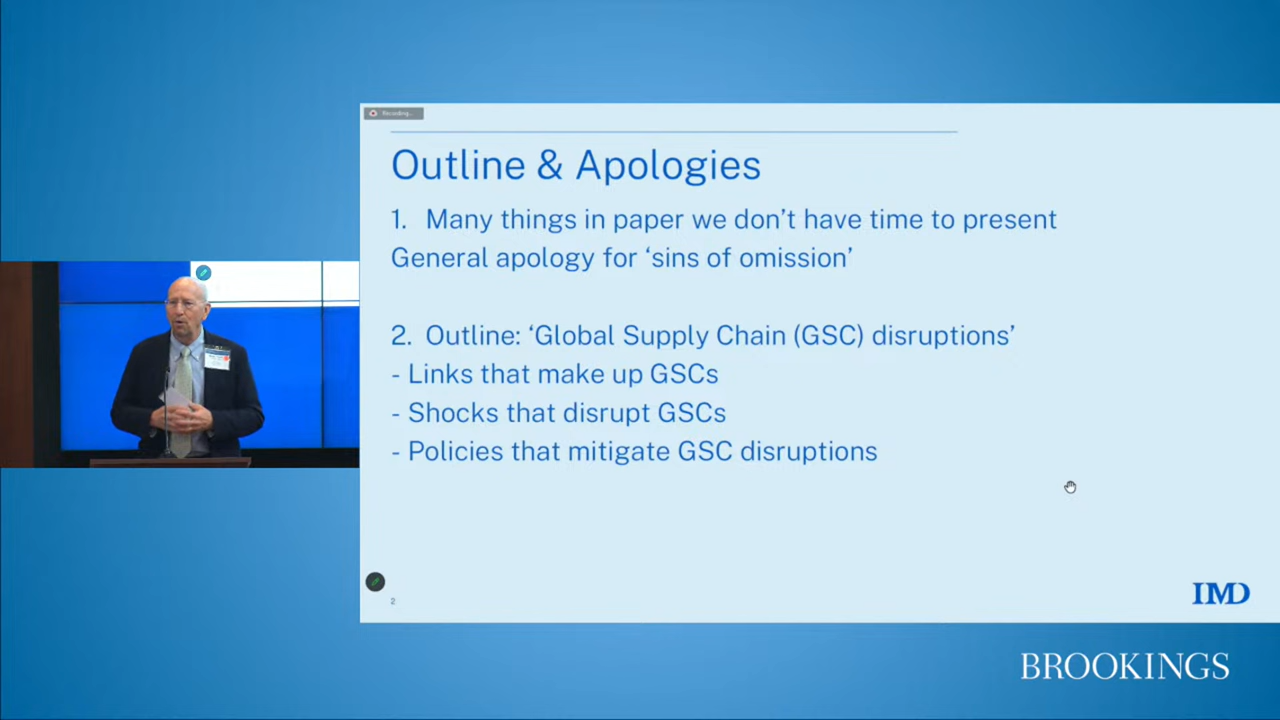 Recording...
Outline & Apologies
1. Many things in paper we don't have time to present
General apology for 'sins of omission'
2. Outline: 'Global Supply Chain (GSC) disruptions'
- Links that make up GSCs
- Shocks that disrupt GSCs
- Policies that mitigate GSC disruptions
2
IMD
BROOKINGS